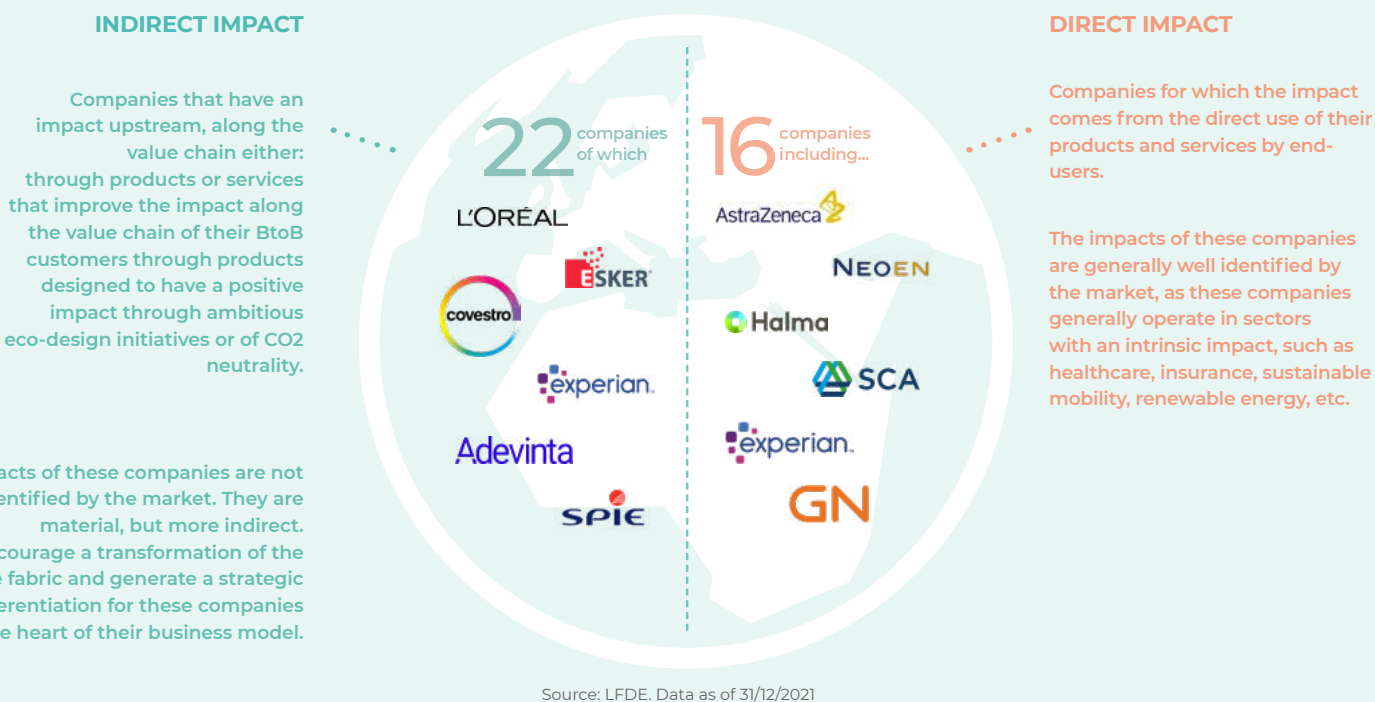 INDIRECT IMPACT
Companies that have an
impact upstream, along the
value chain either:
through products or services
that improve the impact along
the value chain of their BtoB
customers through products
designed to have a positive
impact through ambitious
eco-design initiatives or of CO2
neutrality.
acts of these companies are not
entified by the market. They are
material, but more indirect.
courage a transformation of the
e fabric and generate a strategic
erentiation for these companies
e heart of their business model.
22 companies
of which
L'ORÉAL
ESKER
covestro
experian.
Adevinta
SPIE
16 companies
including...
AstraZeneca
NEOEN
Halma
SCA
experian.
GN
DIRECT IMPACT
Companies for which the impact
comes from the direct use of their
products and services by end-
users.
The impacts of these companies
are generally well identified by
the market, as these companies
generally operate in sectors
with an intrinsic impact, such as
healthcare, insurance, sustainable
mobility, renewable energy, etc.
Source: LFDE. Data as of 31/12/2021